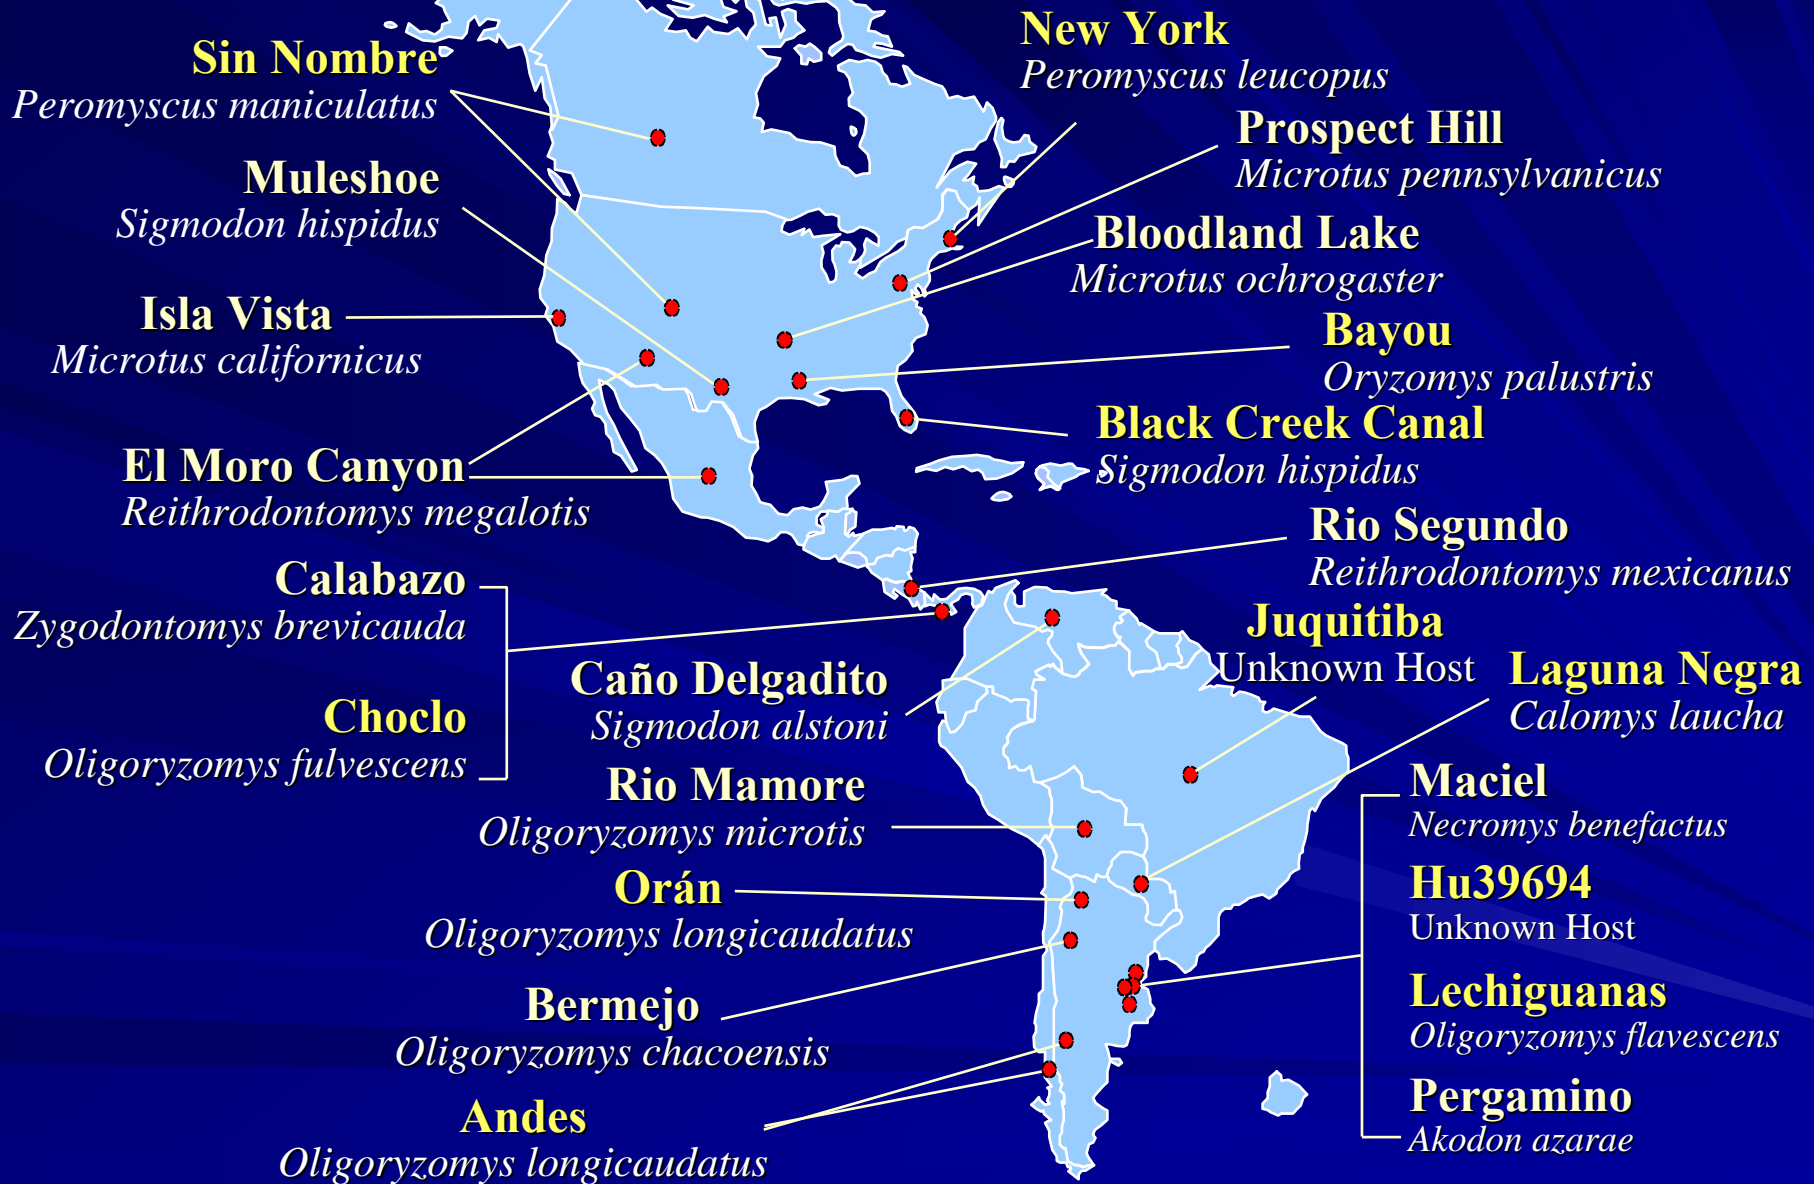 Sin Nombre
Peromyscus maniculatus
Muleshoe
Sigmodon hispidus
Isla Vista
Microtus californicus
El Moro Canyon
Reithrodontomys megalotis
Calabazo
Zygodontomys brevicauda
Choclo
Oligoryzomys fulvescens
Caño Delgadito
Sigmodon alstoni
Rio Mamore
Oligoryzomys microtis
Orán
Oligoryzomys longicaudatus
Bermejo
Oligoryzomys chacoensis
Andes
Oligoryzomys longicaudatus
New York
Peromyscus leucopus
Prospect Hill
Microtus pennsylvanicus
Bloodland Lake
Microtus ochrogaster
Bayou
Oryzomys palustris
Black Creek Canal
Sigmodon hispidus
Rio Segundo
Reithrodontomys mexicanus
Juquitiba
Unknown Host
Laguna Negra
Calomys laucha
Maciel
Necromys benefactus
Hu39694
Unknown Host
Lechiguanas
Oligoryzomys flavescens
Pergamino
Akodon azarae